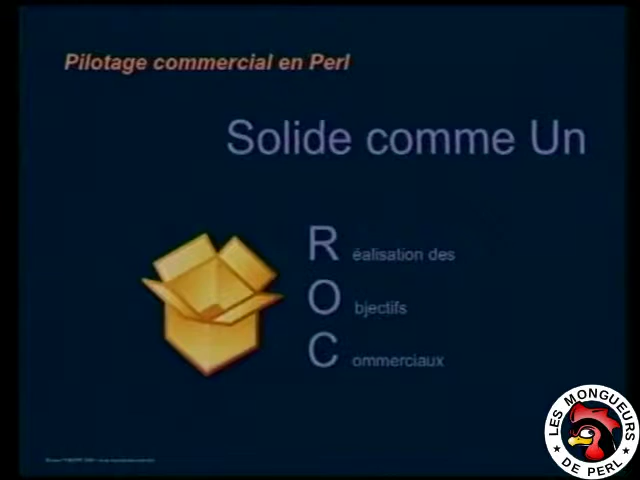 Pilotage commercial en Perl
Solide comme Un
R éalisation des
O bjectifs
C ommerciaux
LES MONGUEURS
★ DE PERL ★